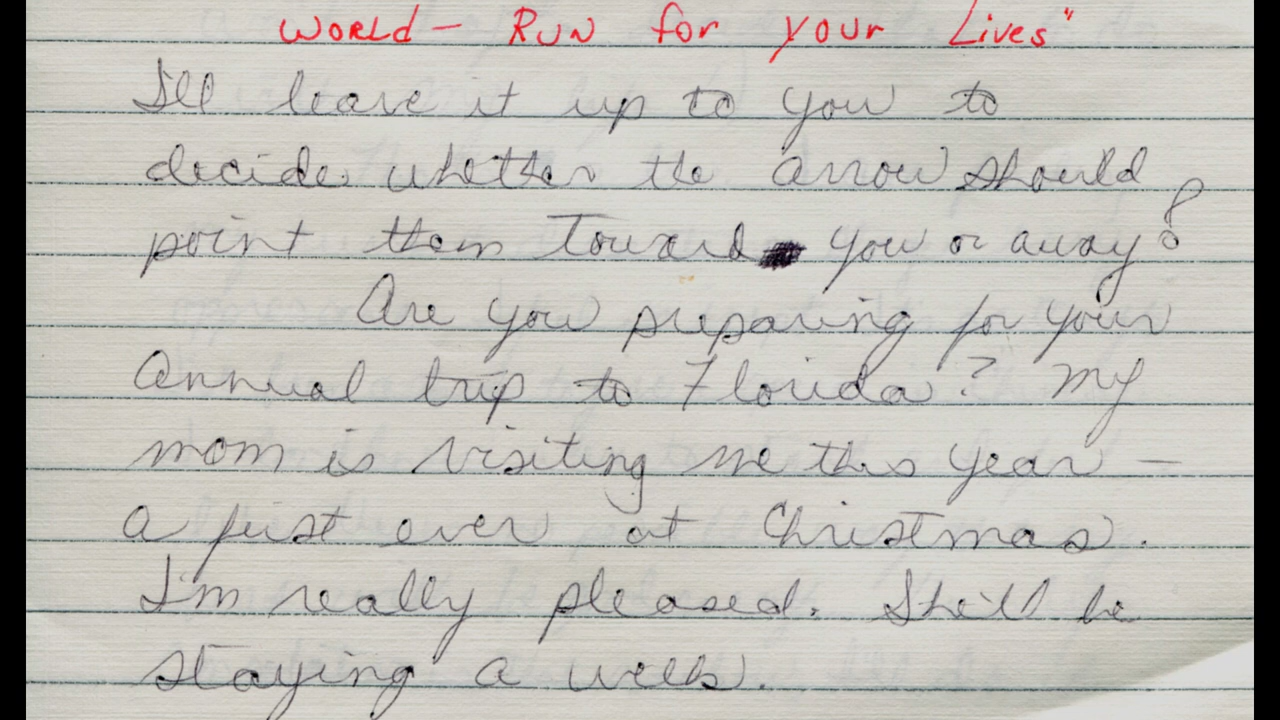 WORLD — RUN for your Lives"
I'll leave it up to you to
decide whether the arrow should
point them Toward you or away?
Are you preparing for your
Annual trip to Florida? My
mom is visiting me this year —
a first ever at Christmas.
I'm really pleased. She'll be
staying a week.